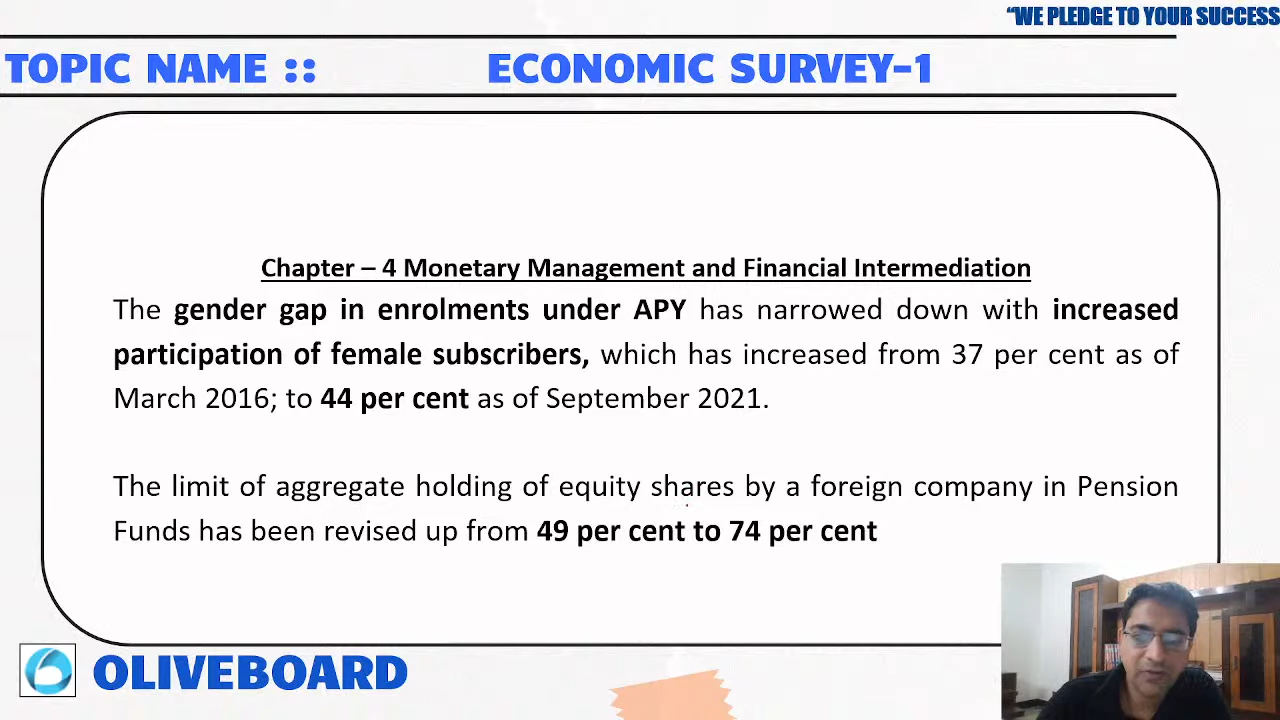 “WE PLEDGE TO YOUR SUCCESS
TOPIC NAME :: ECONOMIC SURVEY-1
Chapter – 4 Monetary Management and Financial Intermediation
The gender gap in enrolments under APY has narrowed down with increased
participation of female subscribers, which has increased from 37 per cent as of
March 2016; to 44 per cent as of September 2021.
The limit of aggregate holding of equity shares by a foreign company in Pension
Funds has been revised up from 49 per cent to 74 per cent
OLIVEBOARD